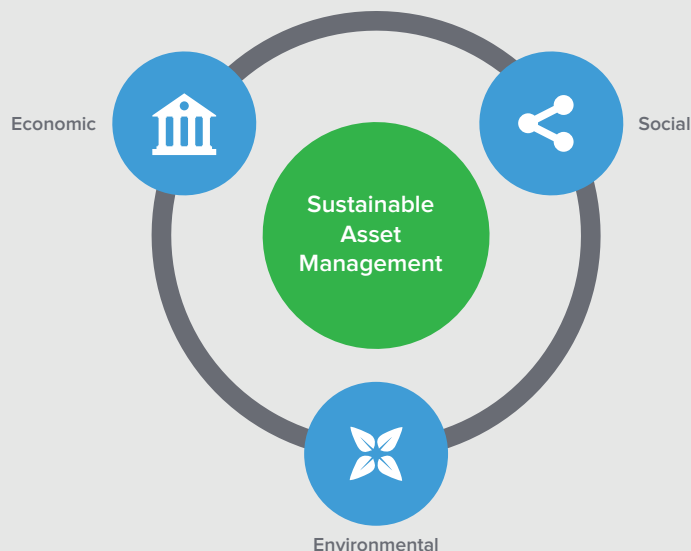 Economic
Social
Sustainable
Asset
Management
Environmental